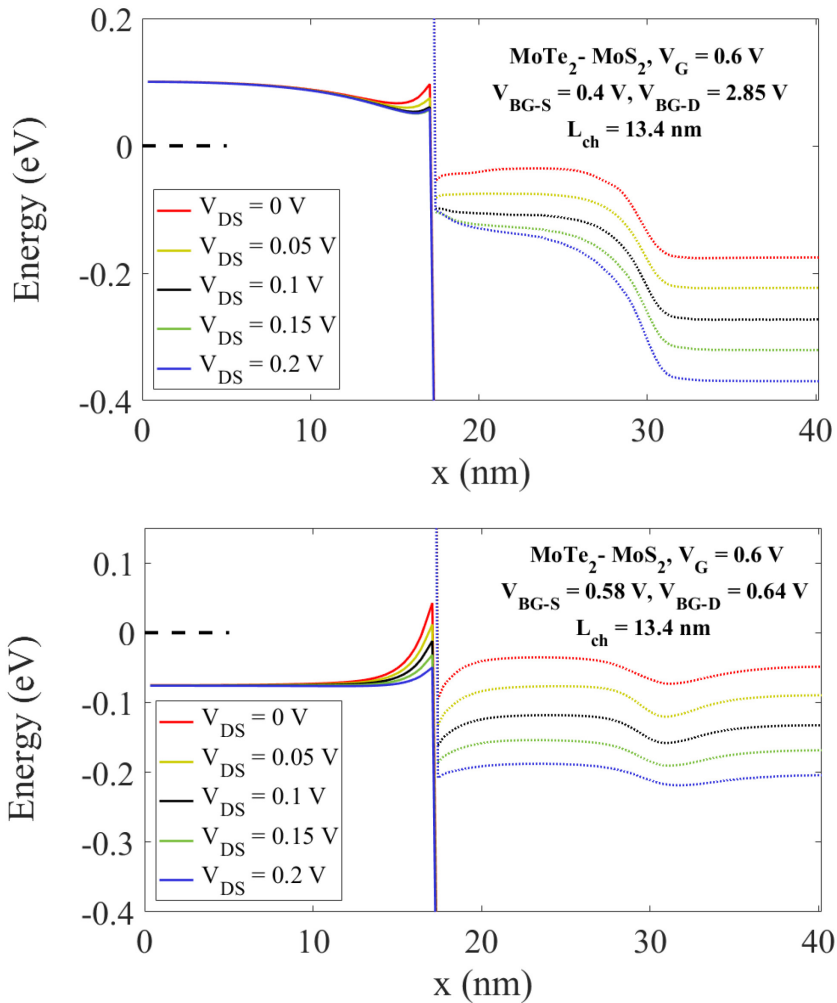 0.2
0
-0.2
-0.4
Energy (eV)
MoTe2- MoS2, VG = 0.6 V
VBG-S = 0.4 V, VBG-D = 2.85 V
Lch = 13.4 nm
VDS = 0 V
VDS = 0.05 V
VDS = 0.1 V
VDS = 0.15 V
VDS = 0.2 V
0 10 20 30 40
x (nm)
0.1
0
-0.1
-0.2
-0.3
-0.4
Energy (eV)
MoTe2- MoS2, VG = 0.6 V
VBG-S = 0.58 V, VBG-D = 0.64 V
Lch = 13.4 nm
VDS = 0 V
VDS = 0.05 V
VDS = 0.1 V
VDS = 0.15 V
VDS = 0.2 V
0 10 20 30 40
x (nm)